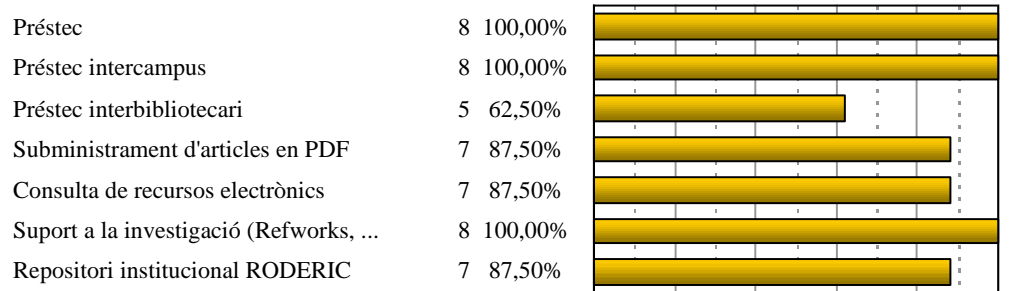 Préstec 8 100,00%
Préstec intercampus 8 100,00%
Préstec interbibliotecari 5 62,50%
Subministrament d'articles en PDF 7 87,50%
Consulta de recursos electrònics 7 87,50%
Suport a la investigació (Refworks, ... 8 100,00%
Repositori institucional RODERIC 7 87,50%